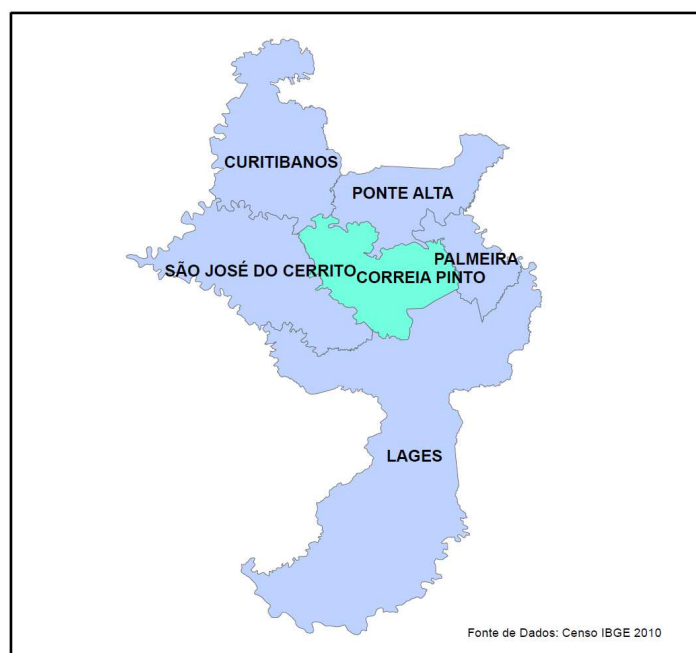 CURITIBANOS
PONTE ALTA
PALMEIRA
SÃO JOSÉ DO CERRITO
CORREIA PINTO
LAGES
Fonte de Dados: Censo IBGE 2010